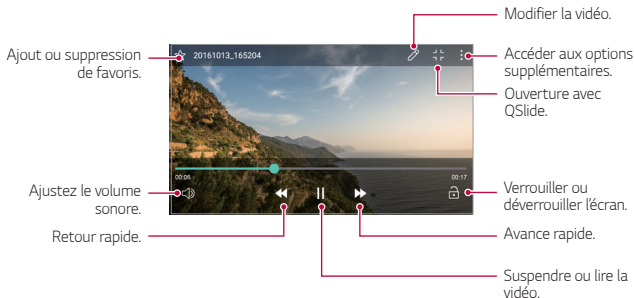 Modifier la vidéo.
Ajout ou suppression
de favoris.
20161013_165204
Accéder aux options
supplémentaires.
Ouverture avec
QSlide.
00:06
00:17
Ajustez le volume
sonore.
Verrouiller ou
déverrouiller l'écran.
Retour rapide.
Avance rapide.
Suspendre ou lire la
vidéo.